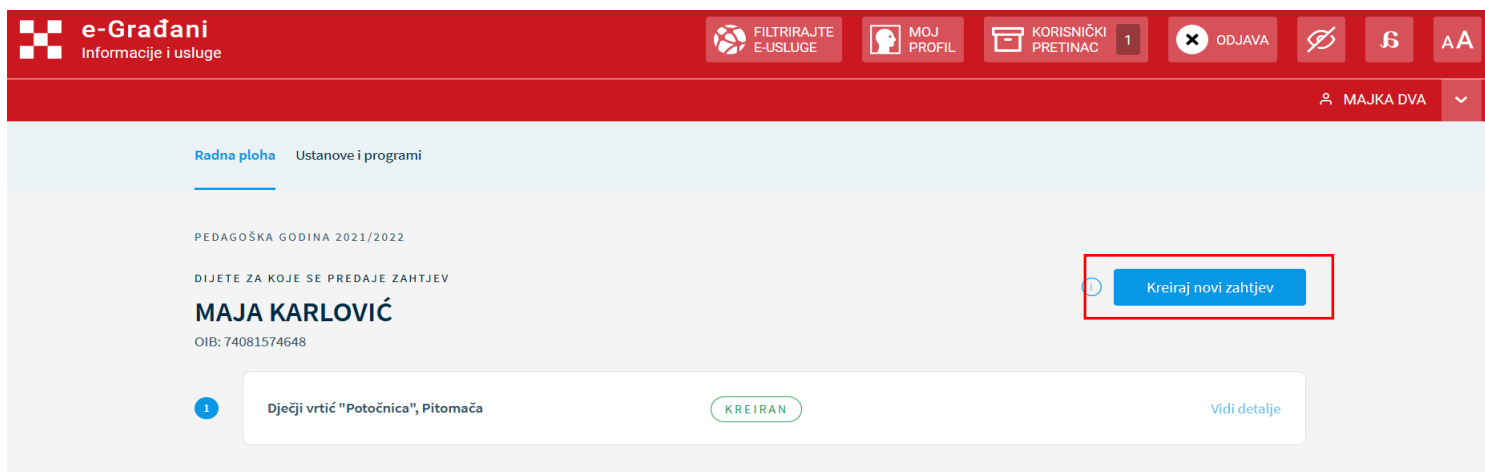 e-Građani
Informacije i usluge
FILTRIRAJTE
E-USLUGE
MOJ
PROFIL
KORISNIČKI
PRETINAC
1
ODJAVA
AA
MAJKA DVA
Radna ploha
Ustanove i programi
PEDAGOŠKA GODINA 2021/2022
DIJETE ZA KOJE SE PREDAJE ZAHTJEV
i
Kreiraj novi zahtjev
MAJA KARLOVIĆ
OIB: 74081574648
1
Dječji vrtić "Potočnica", Pitomača
KREIRAN
Vidi detalje